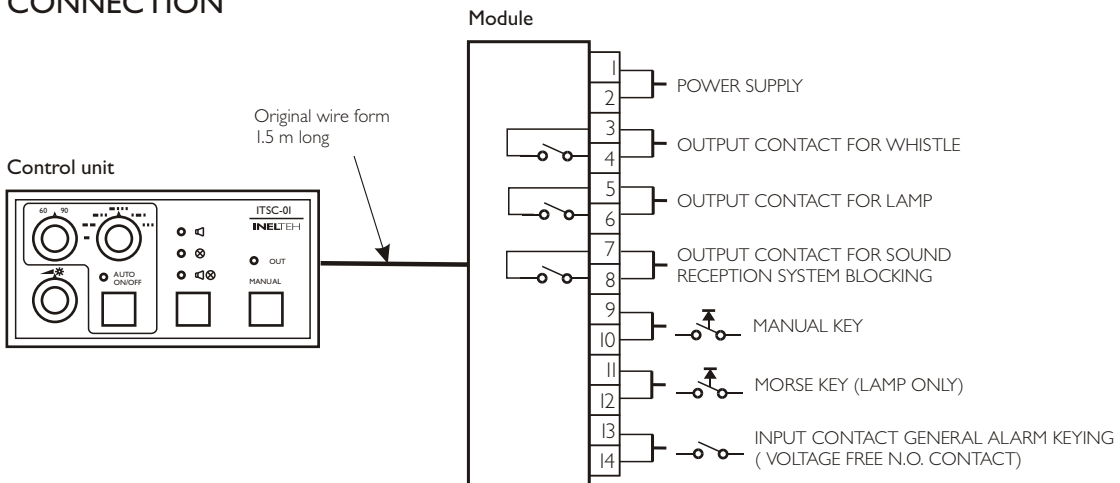 CONNECTION
Module
1
2
3
4
5
6
7
8
9
10
11
12
13
14
POWER SUPPLY
OUTPUT CONTACT FOR WHISTLE
OUTPUT CONTACT FOR LAMP
OUTPUT CONTACT FOR SOUND
RECEPTION SYSTEM BLOCKING
MANUAL KEY
MORSE KEY (LAMP ONLY)
INPUT CONTACT GENERAL ALARM KEYING
( VOLTAGE FREE N.O. CONTACT)
Original wire form
1.5 m long
Control unit
60 90
AUTO
ON/OFF
ITSC-01
INELTEH
OUT
MANUAL